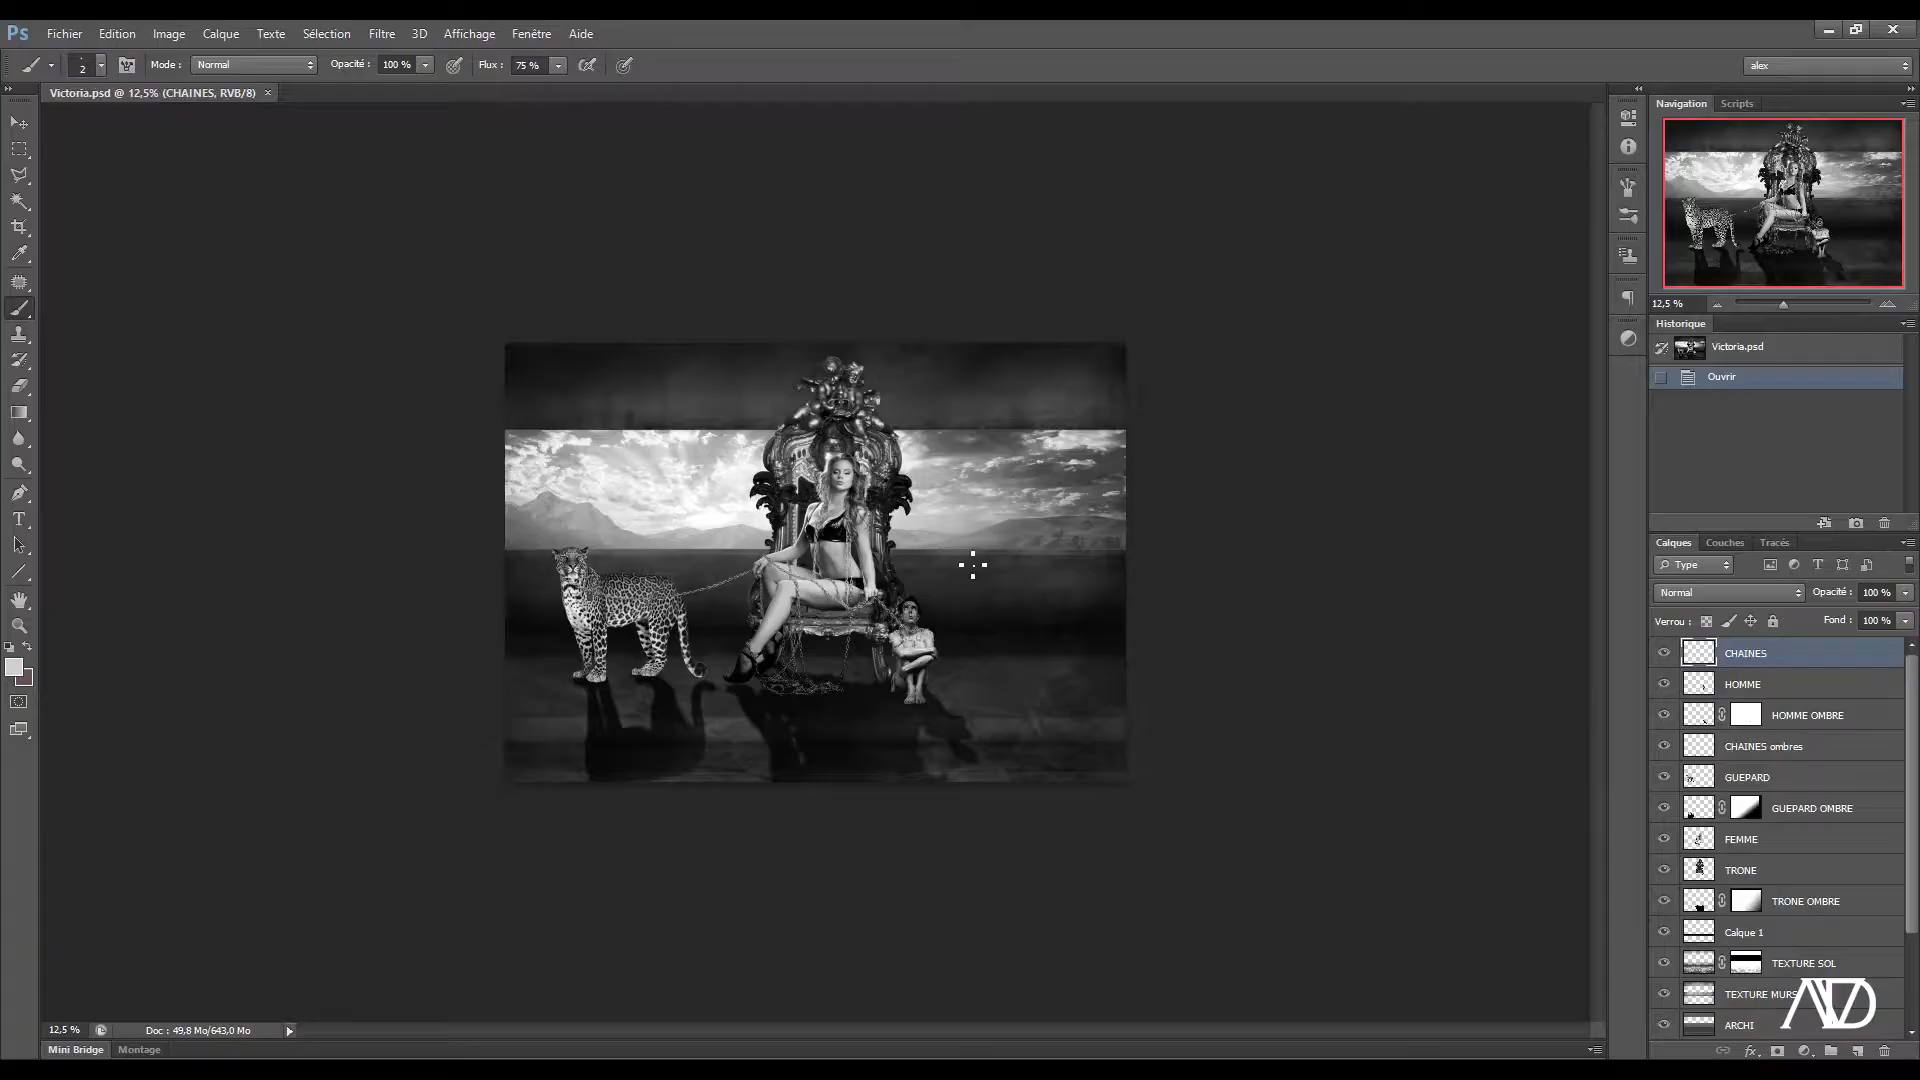 Ps Fichier Edition Image Calque Texte Sélection Filtre 3D Affichage Fenêtre Aide
2 Mode : Normal Opacité : 100 % Flux : 75 % alex
Victoria.psd @ 12,5% (CHAINES, RVB/8) ×
Navigation Scripts
12,5 %
Historique
Victoria.psd
Ouvrir
Calques Couches Tracés
Type
Normal Opacité : 100 %
Verrou : Fond : 100 %
CHAINES
HOMME
HOMME OMBRE
CHAINES ombres
GUEPARD
GUEPARD OMBRE
FEMME
TRONE
TRONE OMBRE
Calque 1
TEXTURE SOL
TEXTURE MURS
ARCHI
12,5 % Doc : 49,8 Mo/643,0 Mo
Mini Bridge Montage